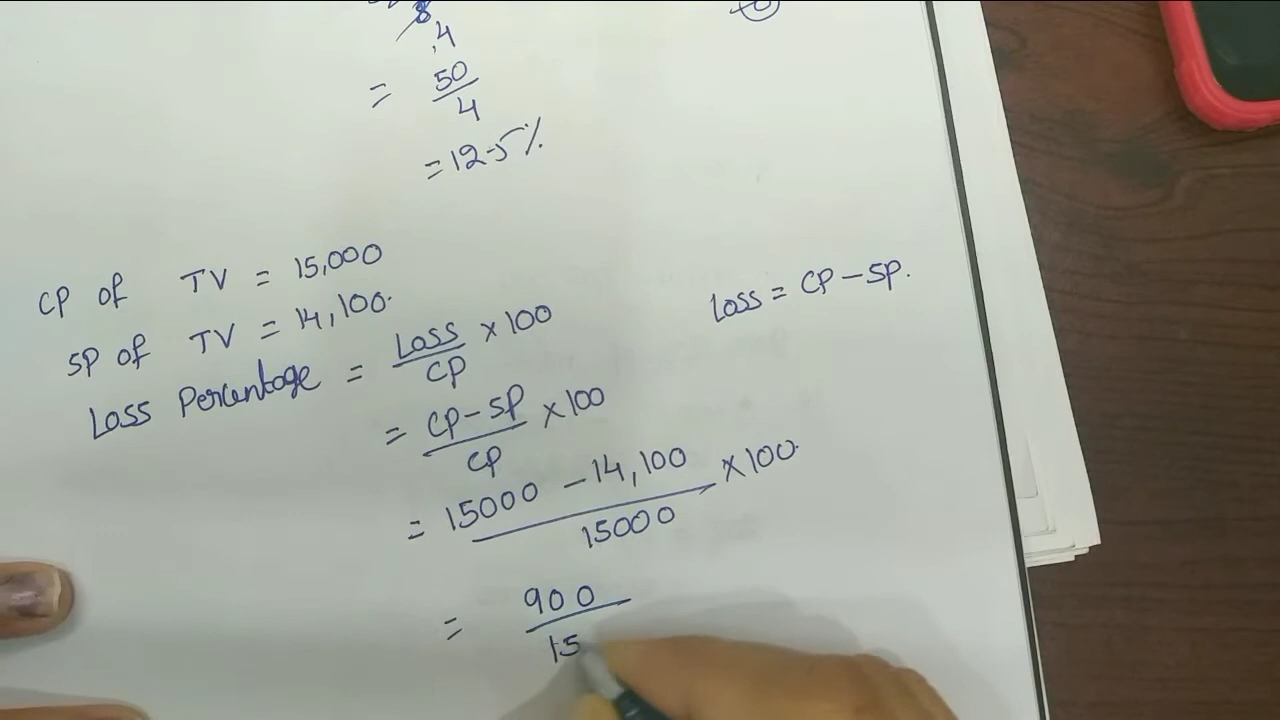 8
4
= 50/4
= 12.5%
CP of TV = 15,000
SP of TV = 14,100.
Loss = CP - SP.
Loss Percentage = Loss/CP × 100
= CP - SP/CP × 100
= 15000 - 14,100/15000 × 100.
= 900/15